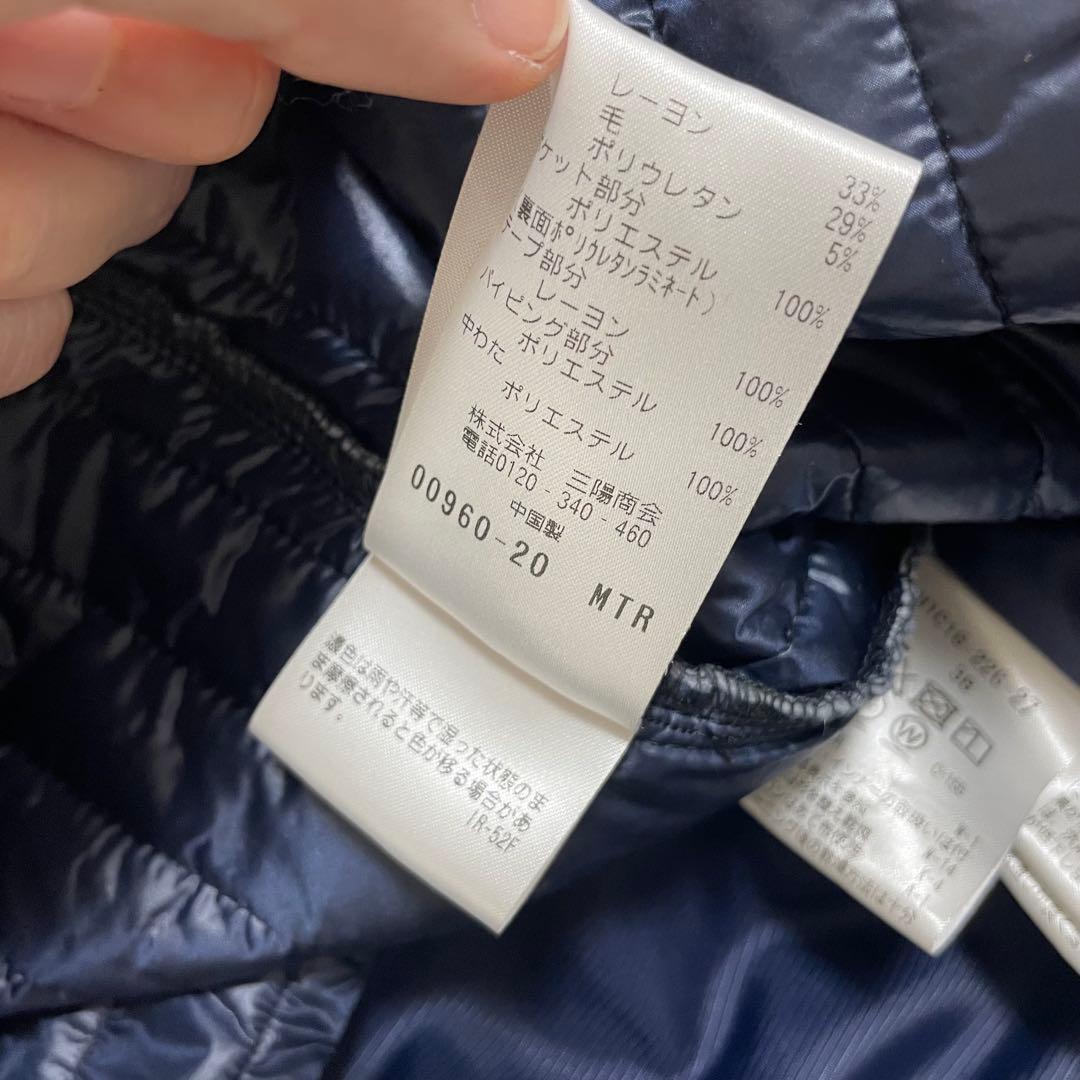 レーヨン 33%
毛 29%
ポリウレタン 5%
ケット部分
ポリエステル 100%
裏面ポリウレタンラミネート)
テープ部分
レーヨン 100%
パイピング部分
ポリエステル 100%
中わた
ポリエステル 100%
株式会社 三陽商会
電話0120-340-460
中国製
00960-20 MTR
濃色は雨や汗等で湿った状態のま
ま摩擦されると色が移る場合があ
ります。
IR-52F
226-27
38
W